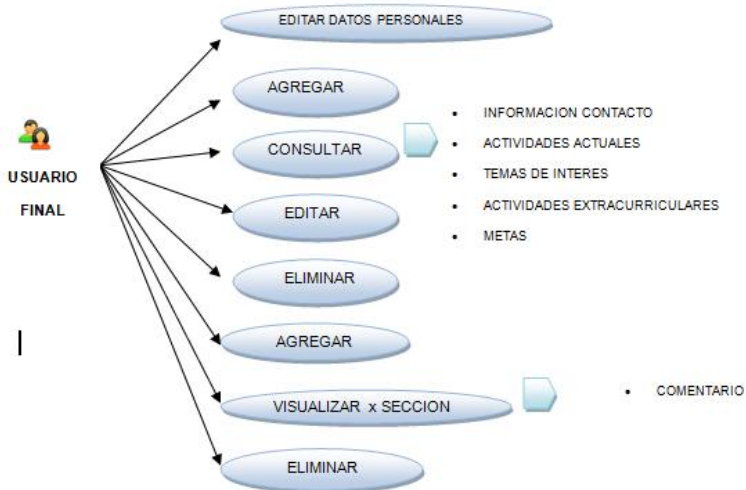 EDITAR DATOS PERSONALES
AGREGAR
CONSULTAR
EDITAR
ELIMINAR
AGREGAR
VISUALIZAR x SECCION
ELIMINAR
USUARIO
FINAL
• INFORMACION CONTACTO
• ACTIVIDADES ACTUALES
• TEMAS DE INTERES
• ACTIVIDADES EXTRACURRICULARES
• METAS
• COMENTARIO